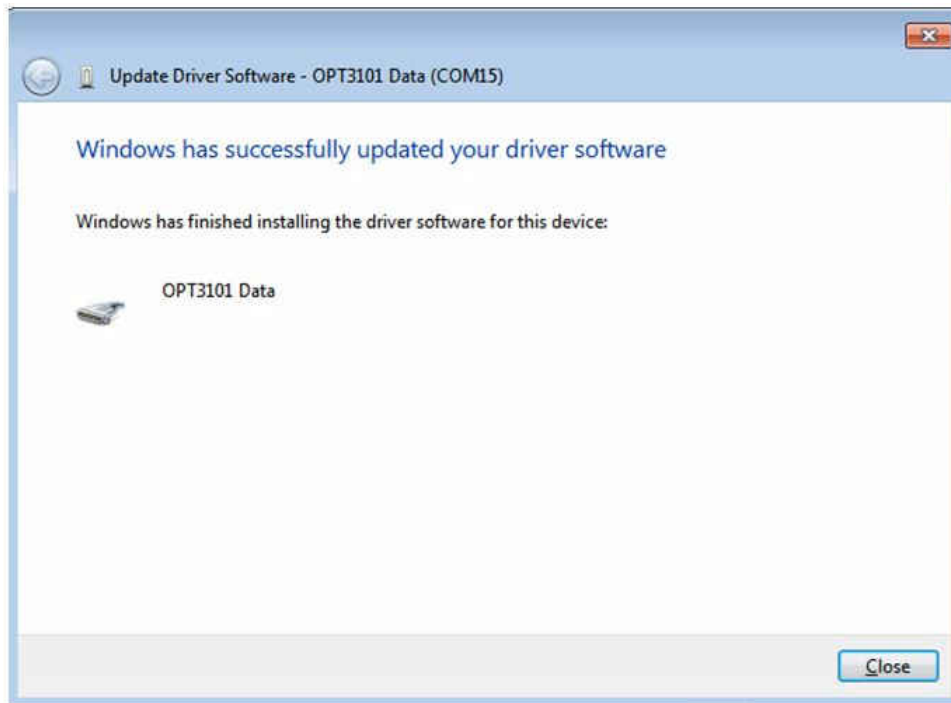 Update Driver Software - OPT3101 Data (COM15)
Windows has successfully updated your driver software
Windows has finished installing the driver software for this device:
OPT3101 Data
Close